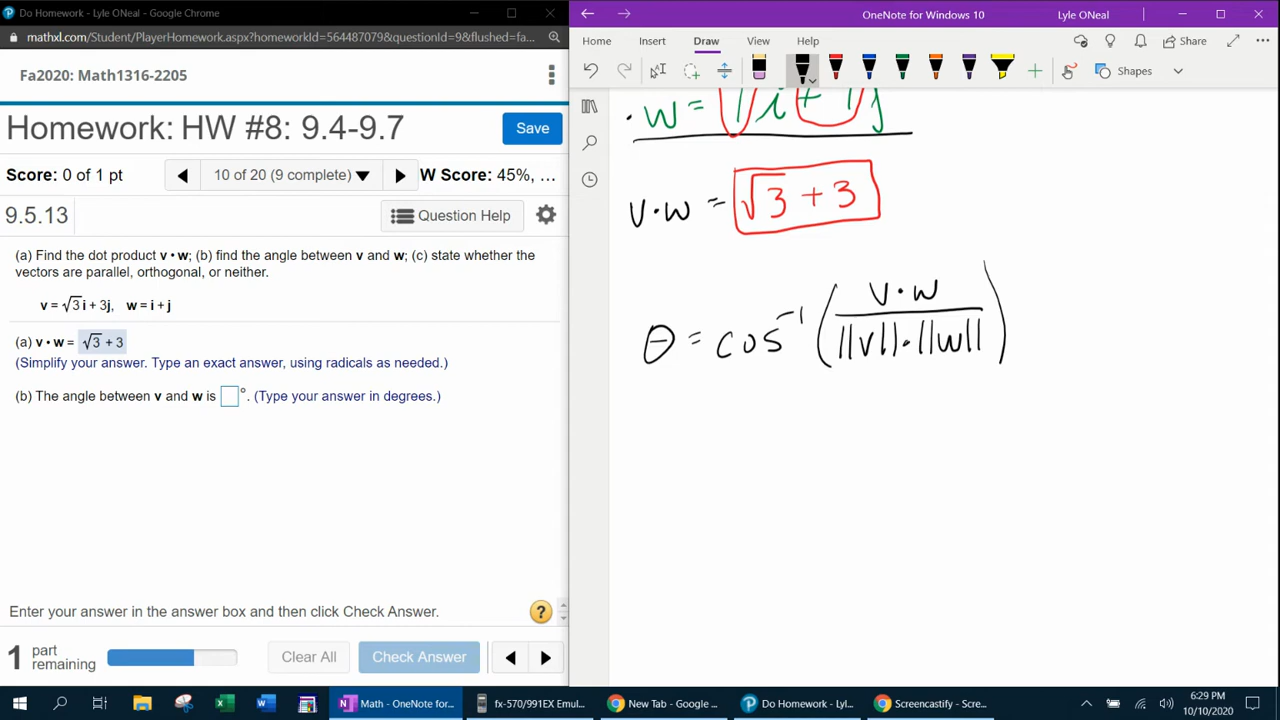 Do Homework - Lyle ONeal - Google Chrome
mathxl.com/Student/PlayerHomework.aspx?homeworkId=564487079&questionId=9&flushed=fa...
Fa2020: Math1316-2205
Homework: HW #8: 9.4-9.7
Save
Score: 0 of 1 pt
10 of 20 (9 complete)
W Score: 45%, ...
9.5.13
Question Help
(a) Find the dot product v • w; (b) find the angle between v and w; (c) state whether the
vectors are parallel, orthogonal, or neither.
v = √3 i + 3j, w = i + j
(a) v • w = √3 + 3
(Simplify your answer. Type an exact answer, using radicals as needed.)
(b) The angle between v and w is °. (Type your answer in degrees.)
Enter your answer in the answer box and then click Check Answer.
?
1 part
remaining
Clear All
Check Answer
OneNote for Windows 10
Lyle ONeal
Home
Insert
Draw
View
Help
Share
Shapes
· w = 1i + 1j
v · w = √3 + 3
θ = cos⁻¹ ( v · w / ||v|| · ||w|| )
Math - OneNote for...
fx-570/991EX Emul...
New Tab - Google ...
Do Homework - Lyl...
Screencastify - Scre...
6:29 PM
10/10/2020